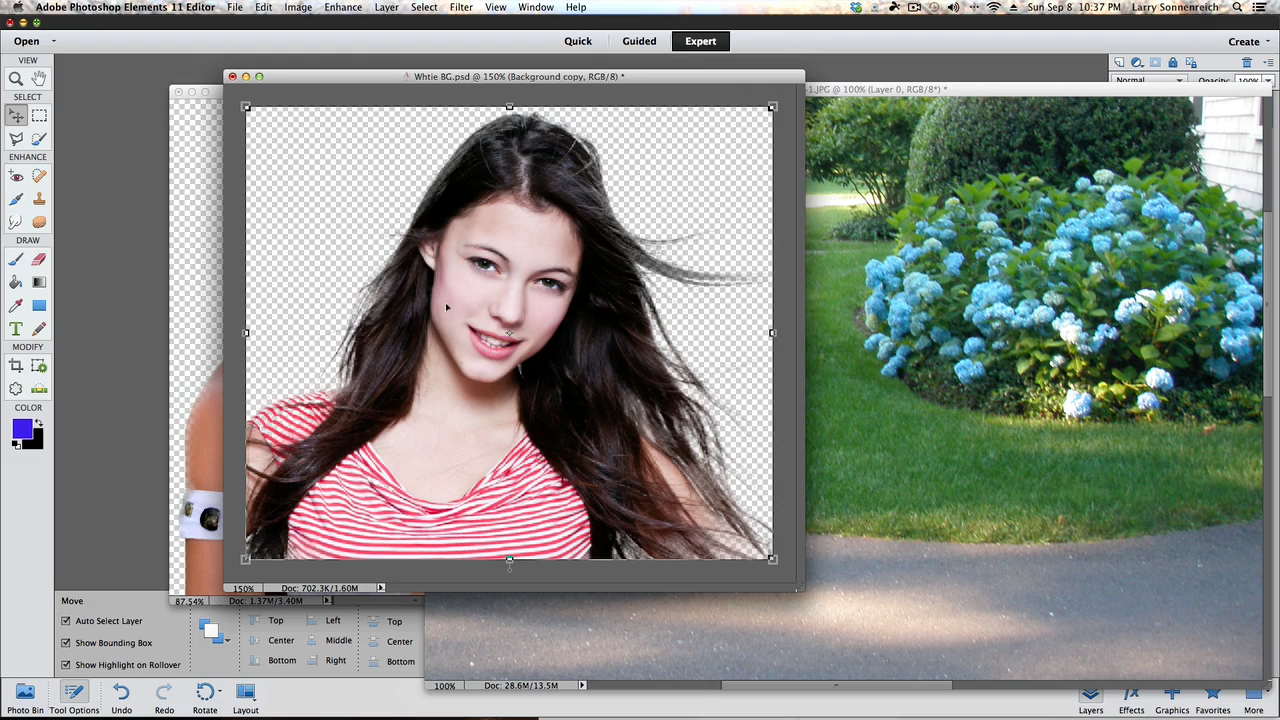 Adobe Photoshop Elements 11 Editor File Edit Image Enhance Layer Select Filter View Window Help Sun Sep 8 10:37 PM Larry Sonnenreich
Open Quick Guided Expert Create
VIEW
SELECT
ENHANCE
DRAW
MODIFY
COLOR
Whtie BG.psd @ 150% (Background copy, RGB/8) *
Normal Opacity: 100%
-1.JPG @ 100% (Layer 0, RGB/8*) *
150% Doc: 702.3K/1.60M
87.54% Doc: 1.37M/3.40M
Move
Auto Select Layer
Show Bounding Box
Show Highlight on Rollover
Top Left Top
Center Middle Center
Bottom Right Bottom
100% Doc: 28.6M/13.5M
Photo Bin Tool Options Undo Redo Rotate Layout Layers Effects Graphics Favorites More